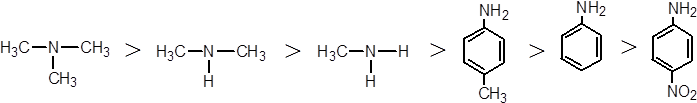 NH₂ NH₂ NH₂
H₃C N CH₃ > H₃C N CH₃ > H₃C N H > > >
CH₃ H H
CH₃ NO₂